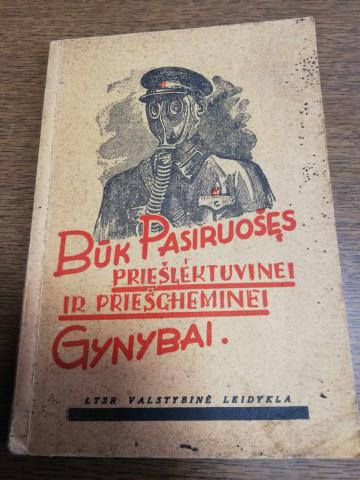 BŪK PASIRUOŠĘS
PRIEŠLĖKTUVINEI
IR PRIEŠCHEMINEI
GYNYBAI.
LTSR VALSTYBINĖ LEIDYKLA